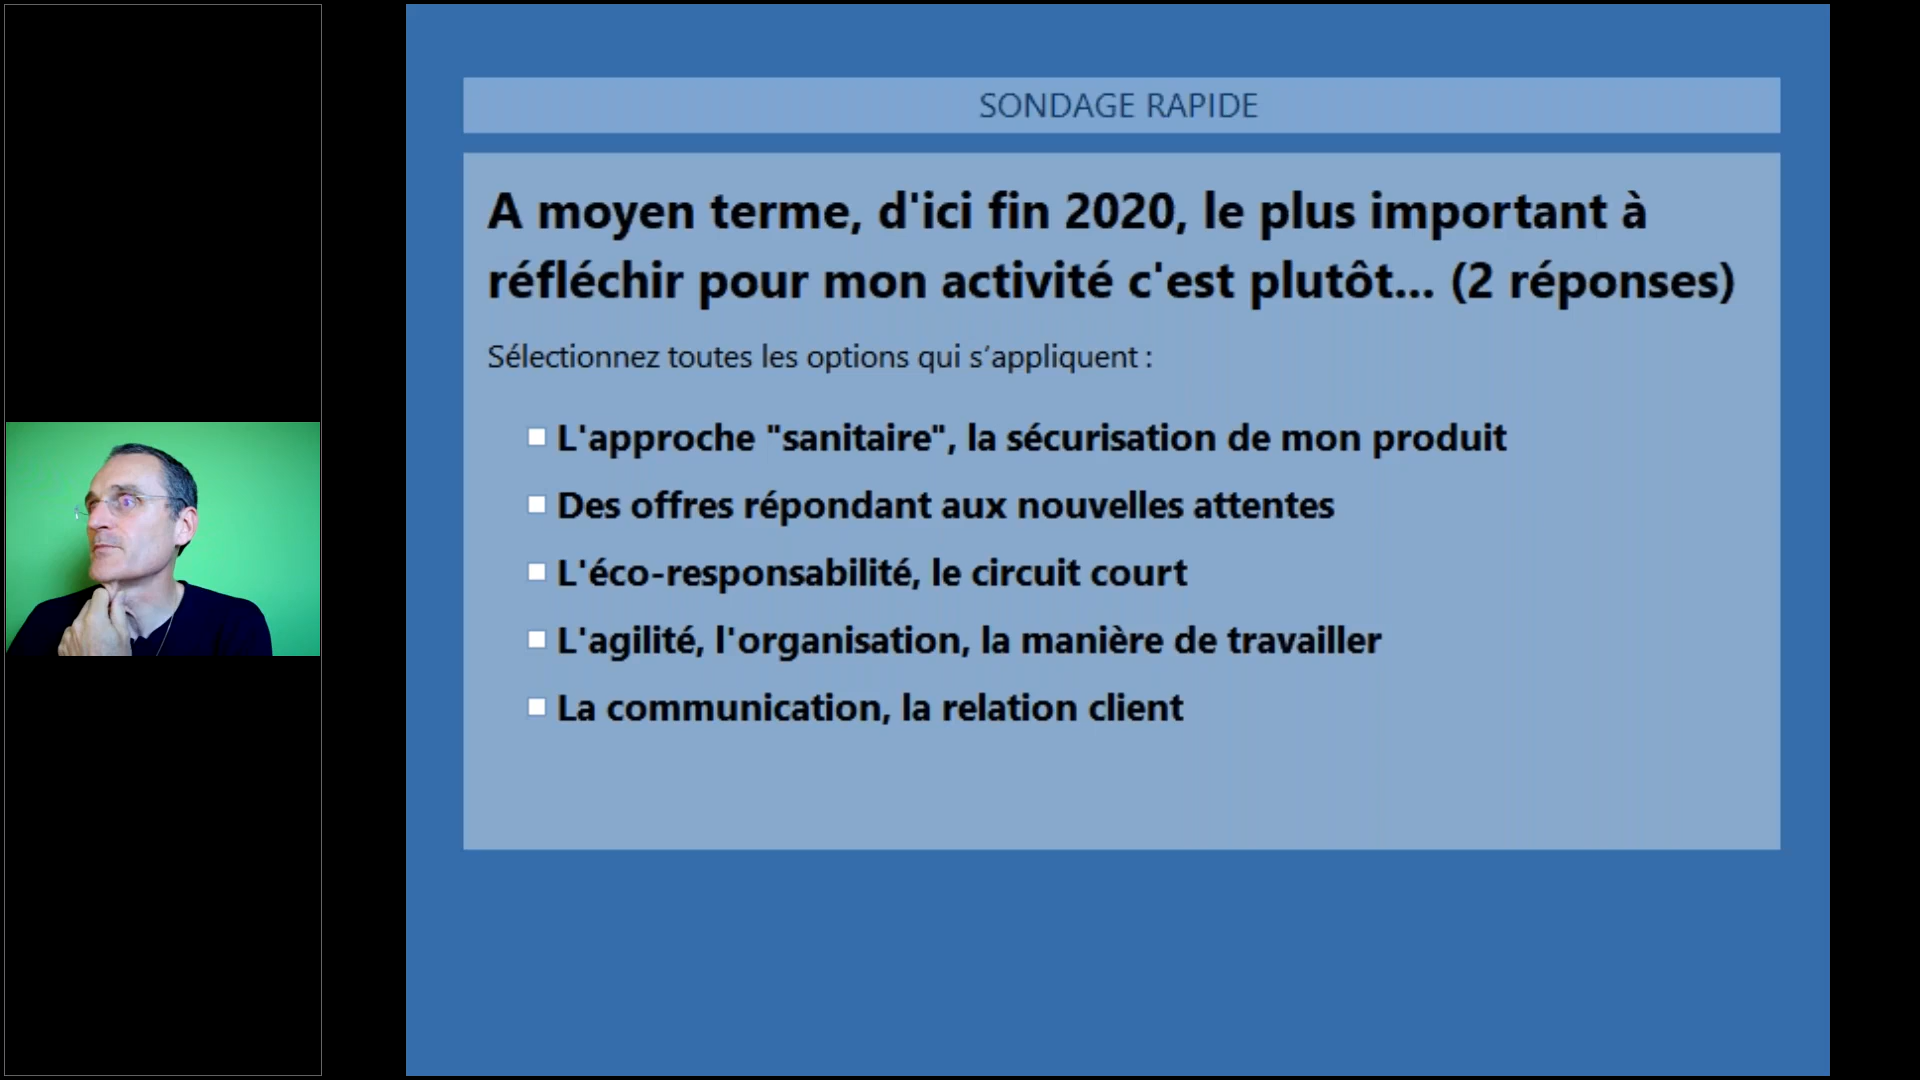 SONDAGE RAPIDE
A moyen terme, d'ici fin 2020, le plus important à
réfléchir pour mon activité c'est plutôt... (2 réponses)
Sélectionnez toutes les options qui s’appliquent :
L'approche "sanitaire", la sécurisation de mon produit
Des offres répondant aux nouvelles attentes
L'éco-responsabilité, le circuit court
L'agilité, l'organisation, la manière de travailler
La communication, la relation client